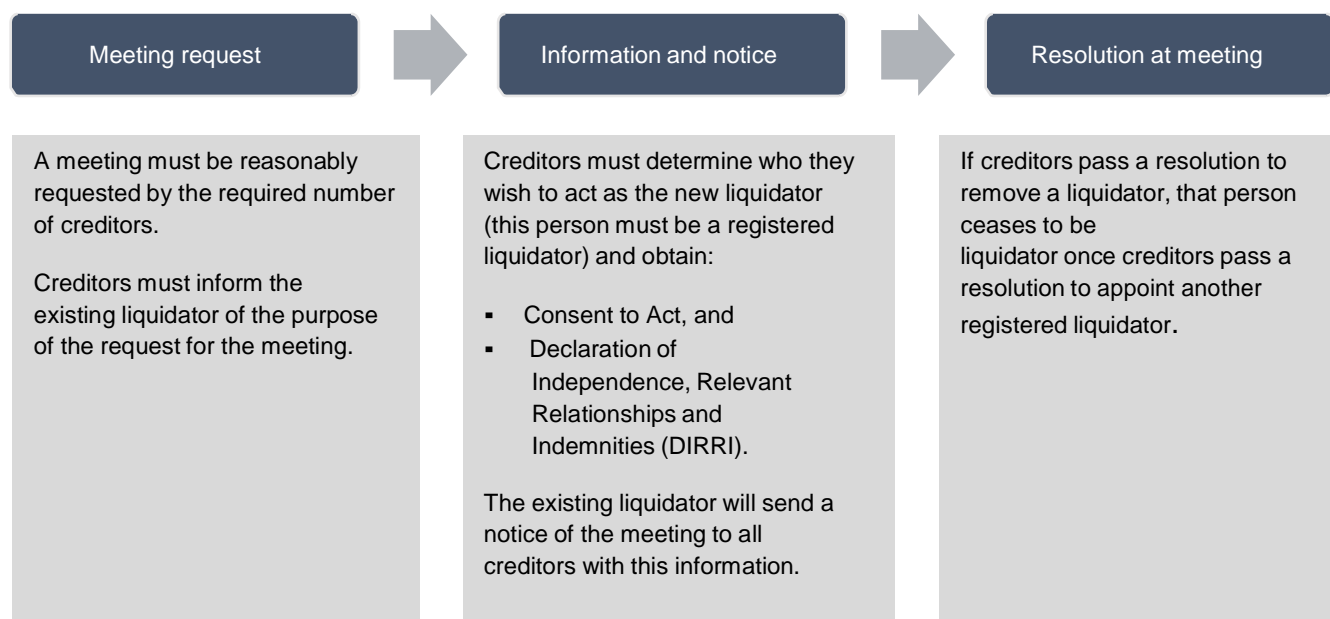 Meeting request
Information and notice
Resolution at meeting
A meeting must be reasonably
requested by the required number
of creditors.
Creditors must inform the
existing liquidator of the purpose
of the request for the meeting.
Creditors must determine who they
wish to act as the new liquidator
(this person must be a registered
liquidator) and obtain:
▪ Consent to Act, and
▪ Declaration of
Independence, Relevant
Relationships and
Indemnities (DIRRI).
The existing liquidator will send a
notice of the meeting to all
creditors with this information.
If creditors pass a resolution to
remove a liquidator, that person
ceases to be
liquidator once creditors pass a
resolution to appoint another
registered liquidator.